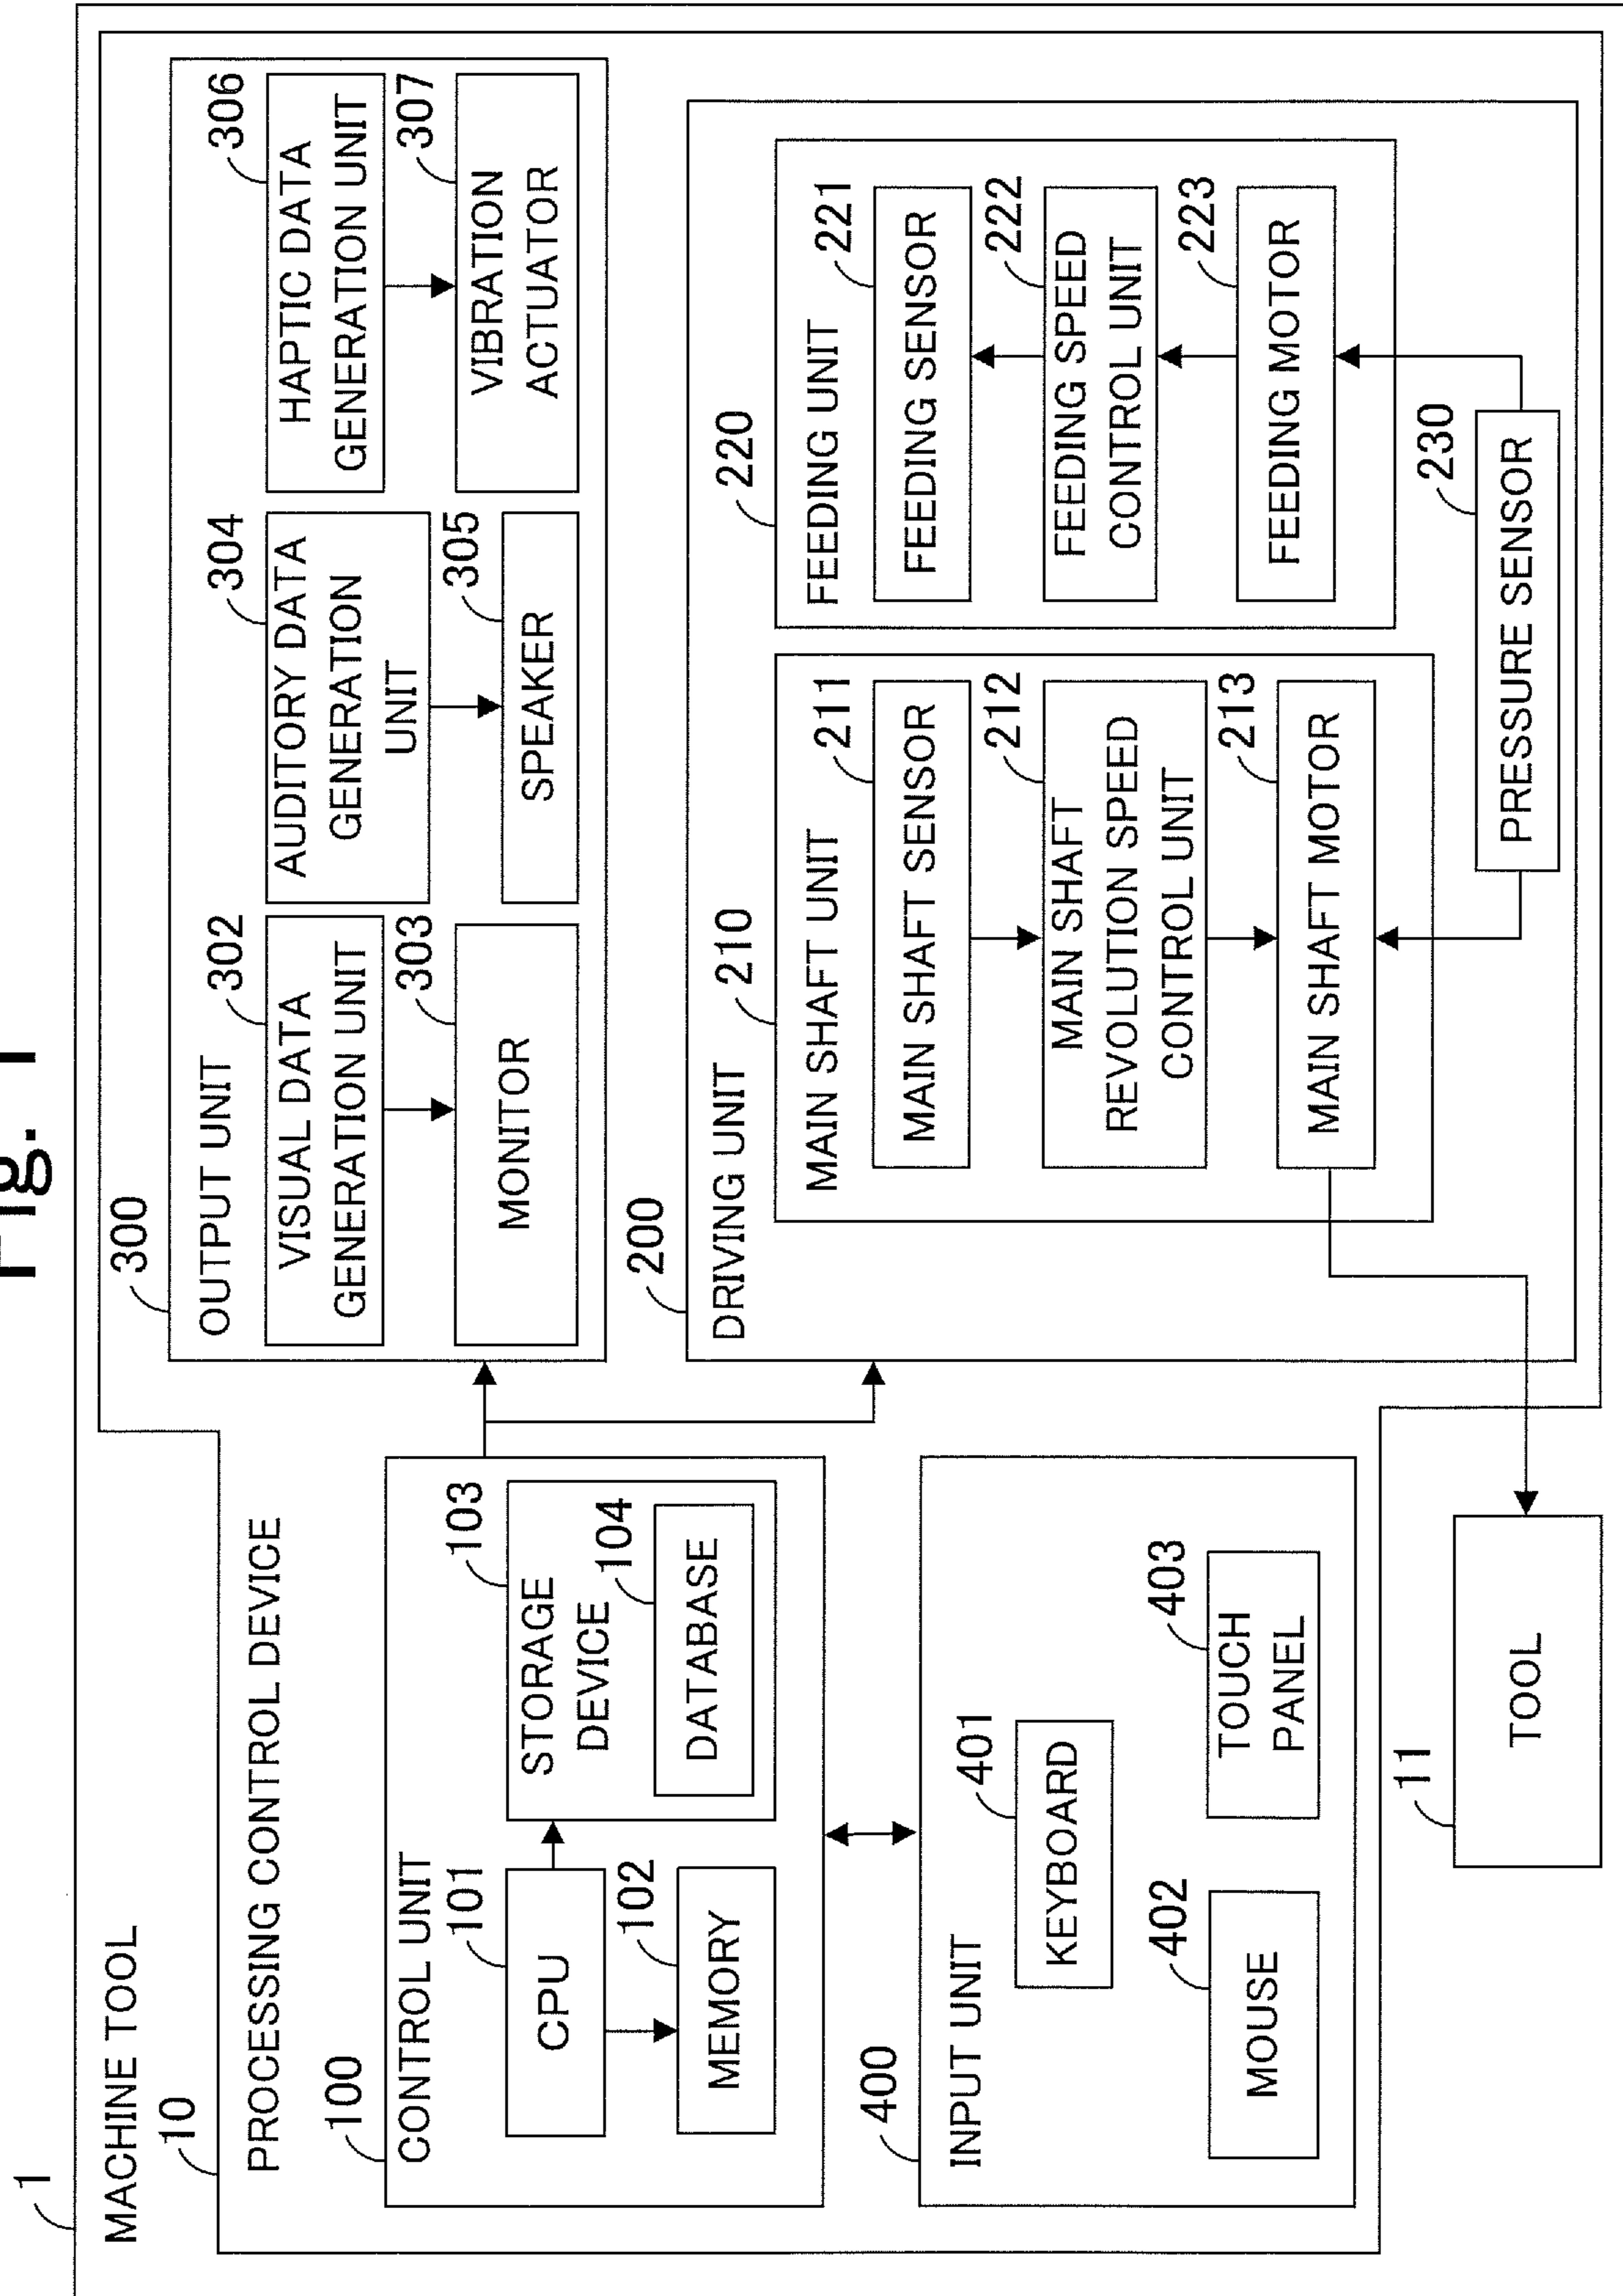 Fig. 1
1
MACHINE TOOL
10
PROCESSING CONTROL DEVICE
100
CONTROL UNIT
101
CPU
102
MEMORY
103
STORAGE
DEVICE
104
DATABASE
400
INPUT UNIT
401
KEYBOARD
402
MOUSE
403
TOUCH
PANEL
11
TOOL
300
OUTPUT UNIT
302
VISUAL DATA
GENERATION UNIT
303
MONITOR
304
AUDITORY DATA
GENERATION
UNIT
305
SPEAKER
306
HAPTIC DATA
GENERATION UNIT
307
VIBRATION
ACTUATOR
200
DRIVING UNIT
210
MAIN SHAFT UNIT
211
MAIN SHAFT SENSOR
212
MAIN SHAFT
REVOLUTION SPEED
CONTROL UNIT
213
MAIN SHAFT MOTOR
220
FEEDING UNIT
221
FEEDING SENSOR
222
FEEDING SPEED
CONTROL UNIT
223
FEEDING MOTOR
230
PRESSURE SENSOR